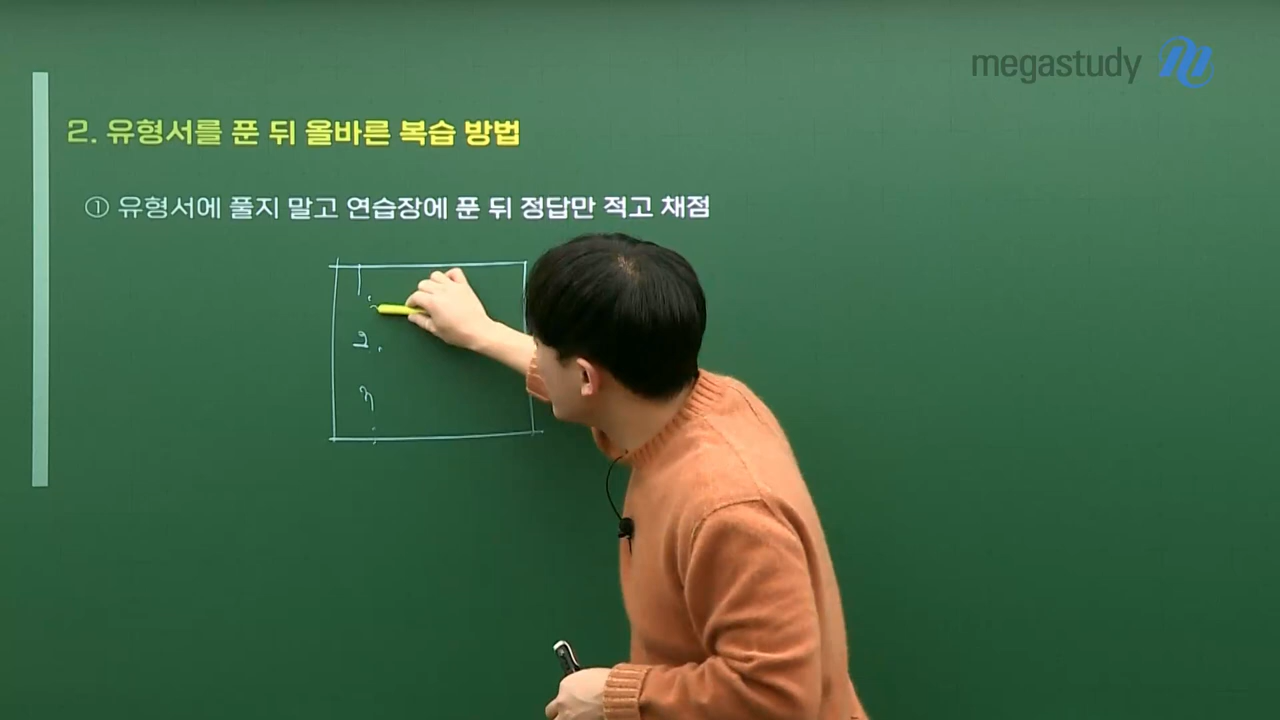 megastudy
2. 유형서를 푼 뒤 올바른 복습 방법
① 유형서에 풀지 말고 연습장에 푼 뒤 정답만 적고 채점
1.
2.